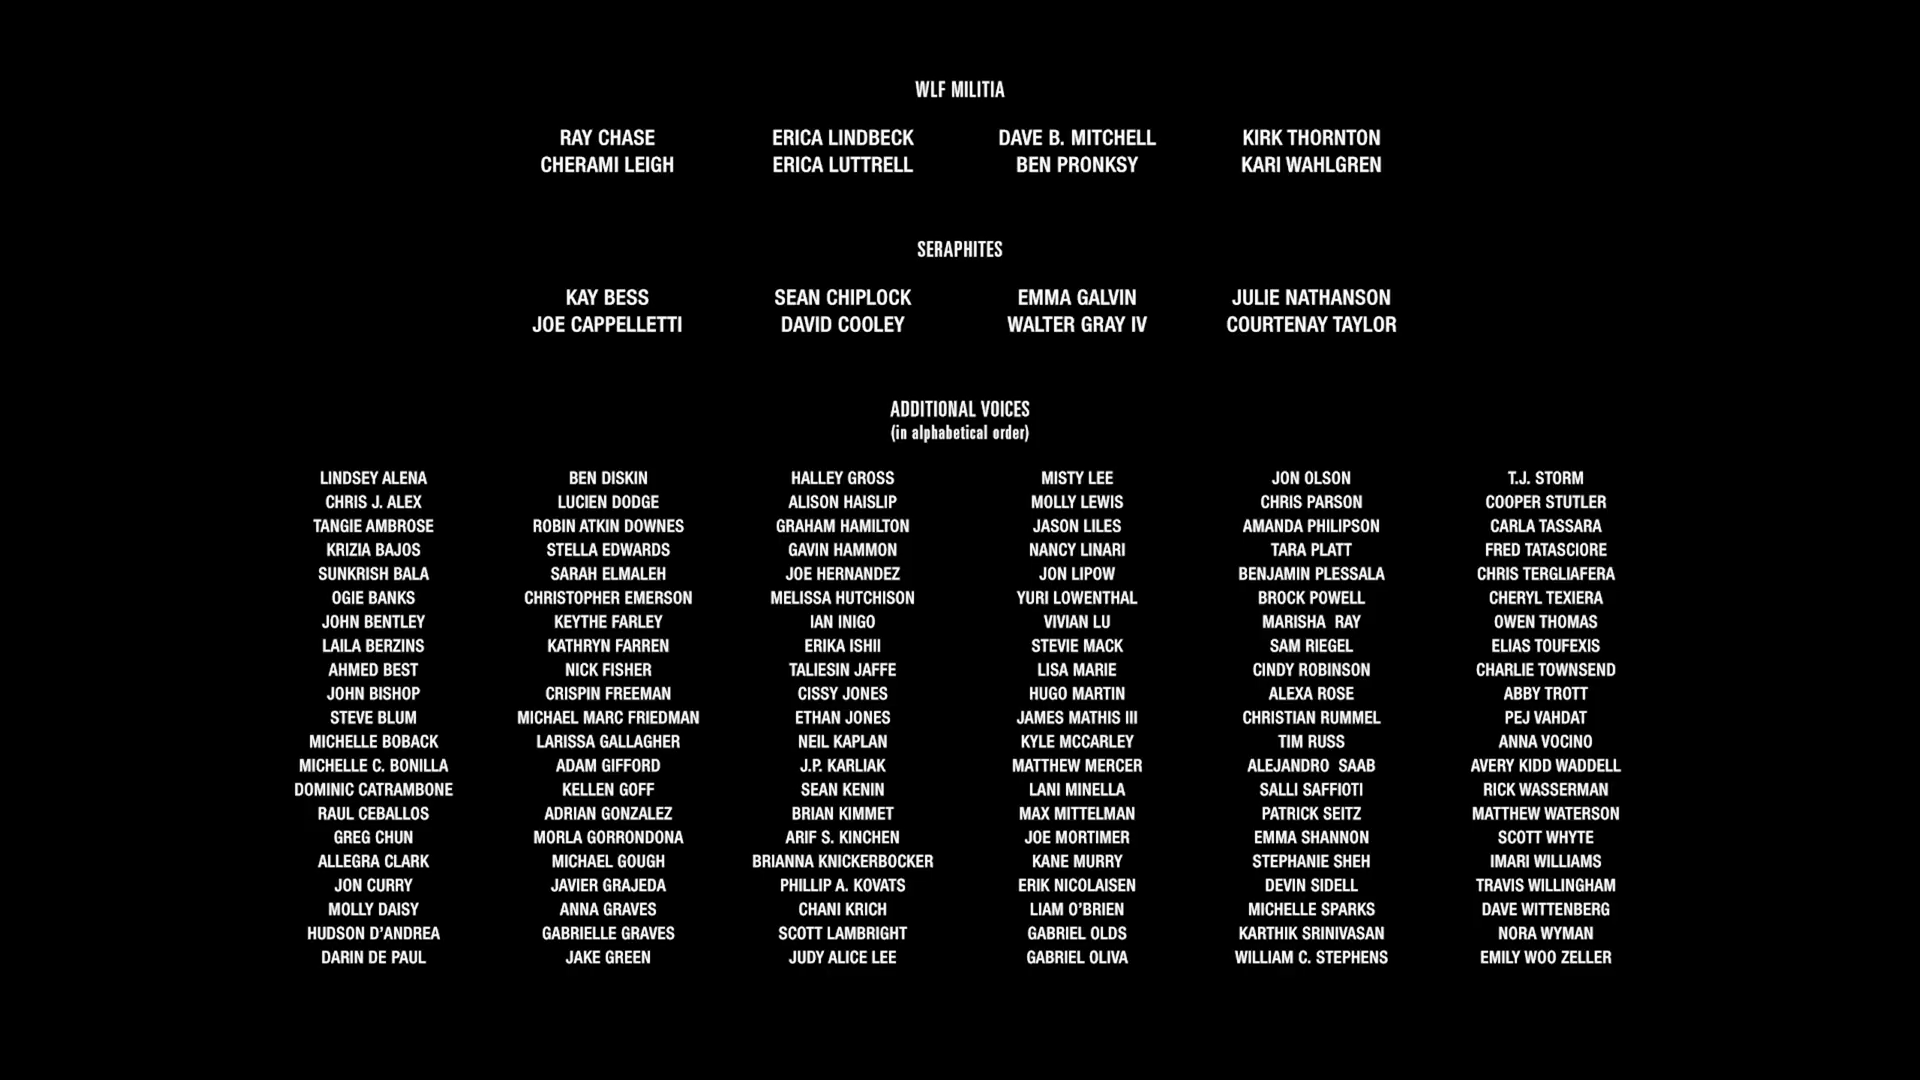 WLF MILITIA
RAY CHASE ERICA LINDBECK DAVE B. MITCHELL KIRK THORNTON
CHERAMI LEIGH ERICA LUTTRELL BEN PRONKSY KARI WAHLGREN
SERAPHITES
KAY BESS SEAN CHIPLOCK EMMA GALVIN JULIE NATHANSON
JOE CAPPELLETTI DAVID COOLEY WALTER GRAY IV COURTENAY TAYLOR
ADDITIONAL VOICES
(in alphabetical order)
LINDSEY ALENA BEN DISKIN HALLEY GROSS MISTY LEE JON OLSON T.J. STORM
CHRIS J. ALEX LUCIEN DODGE ALISON HAISLIP MOLLY LEWIS CHRIS PARSON COOPER STUTLER
TANGIE AMBROSE ROBIN ATKIN DOWNES GRAHAM HAMILTON JASON LILES AMANDA PHILIPSON CARLA TASSARA
KRIZIA BAJOS STELLA EDWARDS GAVIN HAMMON NANCY LINARI TARA PLATT FRED TATASCIORE
SUNKRISH BALA SARAH ELMALEH JOE HERNANDEZ JON LIPOW BENJAMIN PLESSALA CHRIS TERGLIAFERA
OGIE BANKS CHRISTOPHER EMERSON MELISSA HUTCHISON YURI LOWENTHAL BROCK POWELL CHERYL TEXIERA
JOHN BENTLEY KEYTHE FARLEY IAN INIGO VIVIAN LU MARISHA RAY OWEN THOMAS
LAILA BERZINS KATHRYN FARREN ERIKA ISHII STEVIE MACK SAM RIEGEL ELIAS TOUFEXIS
AHMED BEST NICK FISHER TALIESIN JAFFE LISA MARIE CINDY ROBINSON CHARLIE TOWNSEND
JOHN BISHOP CRISPIN FREEMAN CISSY JONES HUGO MARTIN ALEXA ROSE ABBY TROTT
STEVE BLUM MICHAEL MARC FRIEDMAN ETHAN JONES JAMES MATHIS III CHRISTIAN RUMMEL PEJ VAHDAT
MICHELLE BOBACK LARISSA GALLAGHER NEIL KAPLAN KYLE MCCARLEY TIM RUSS ANNA VOCINO
MICHELLE C. BONILLA ADAM GIFFORD J.P. KARLIAK MATTHEW MERCER ALEJANDRO SAAB AVERY KIDD WADDELL
DOMINIC CATRAMBONE KELLEN GOFF SEAN KENIN LANI MINELLA SALLI SAFFIOTI RICK WASSERMAN
RAUL CEBALLOS ADRIAN GONZALEZ BRIAN KIMMET MAX MITTELMAN PATRICK SEITZ MATTHEW WATERSON
GREG CHUN MORLA GORRONDONA ARIF S. KINCHEN JOE MORTIMER EMMA SHANNON SCOTT WHYTE
ALLEGRA CLARK MICHAEL GOUGH BRIANNA KNICKERBOCKER KANE MURRY STEPHANIE SHEH IMARI WILLIAMS
JON CURRY JAVIER GRAJEDA PHILLIP A. KOVATS ERIK NICOLAISEN DEVIN SIDELL TRAVIS WILLINGHAM
MOLLY DAISY ANNA GRAVES CHANI KRICH LIAM O'BRIEN MICHELLE SPARKS DAVE WITTENBERG
HUDSON D'ANDREA GABRIELLE GRAVES SCOTT LAMBRIGHT GABRIEL OLDS KARTHIK SRINIVASAN NORA WYMAN
DARIN DE PAUL JAKE GREEN JUDY ALICE LEE GABRIEL OLIVA WILLIAM C. STEPHENS EMILY WOO ZELLER